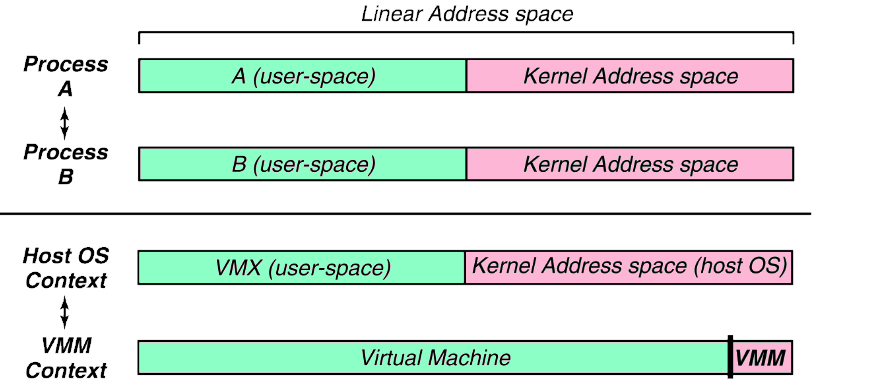 Linear Address space
Process
A
A (user-space)
Kernel Address space
Process
B
B (user-space)
Kernel Address space
Host OS
Context
VMX (user-space)
Kernel Address space (host OS)
VMM
Context
Virtual Machine
VMM